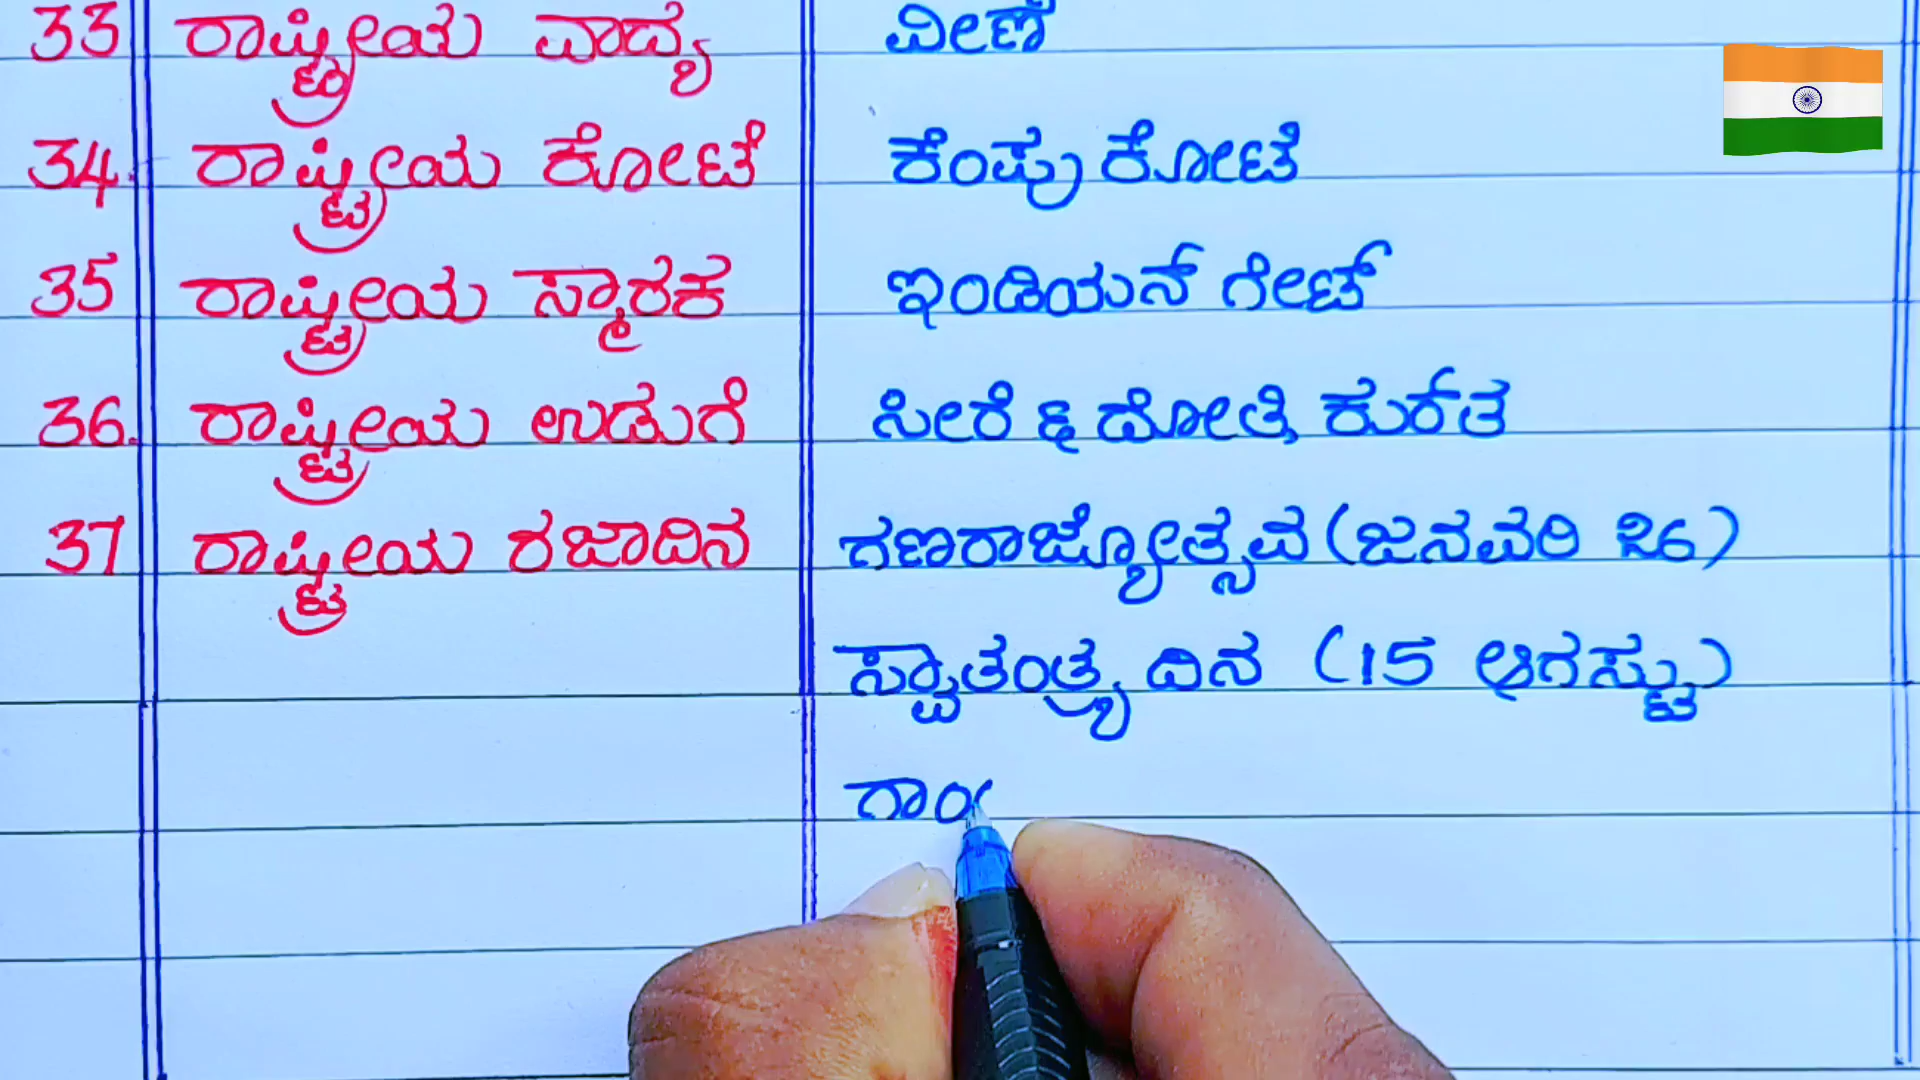 33 ರಾಷ್ಟ್ರೀಯ ವಾದ್ಯ ವೀಣೆ
34. ರಾಷ್ಟ್ರೀಯ ಕೋಟೆ ಕೆಂಪು ಕೋಟೆ
35 ರಾಷ್ಟ್ರೀಯ ಸ್ಮಾರಕ ಇಂಡಿಯನ್ ಗೇಟ್
36. ರಾಷ್ಟ್ರೀಯ ಉಡುಗೆ ಸೀರೆ & ಡೋತಿ, ಕುರ್ತ
37 ರಾಷ್ಟ್ರೀಯ ರಜಾದಿನ ಗಣರಾಜ್ಯೋತ್ಸವ (ಜನವರಿ 26)
ಸ್ವಾತಂತ್ರ್ಯ ದಿನ (15 ಆಗಸ್ಟು)